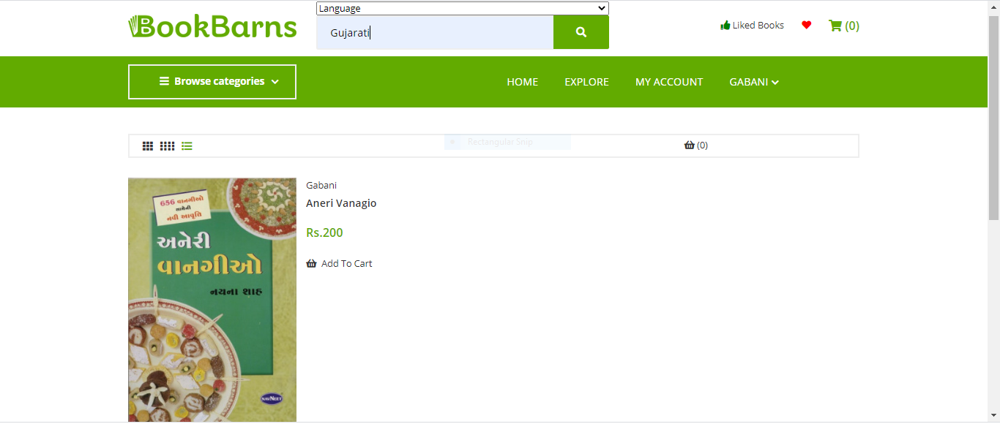 Language
BookBarns
Gujarati
Liked Books
(0)
Browse categories
HOME
EXPLORE
MY ACCOUNT
GABANI
Rectangular Snip
(0)
656 વાનગીઓ
સાથેની
નવી આવૃત્તિ
અનેરી
વાનગીઓ
નયના શાહ
NAVNEET
Gabani
Aneri Vanagio
Rs.200
Add To Cart